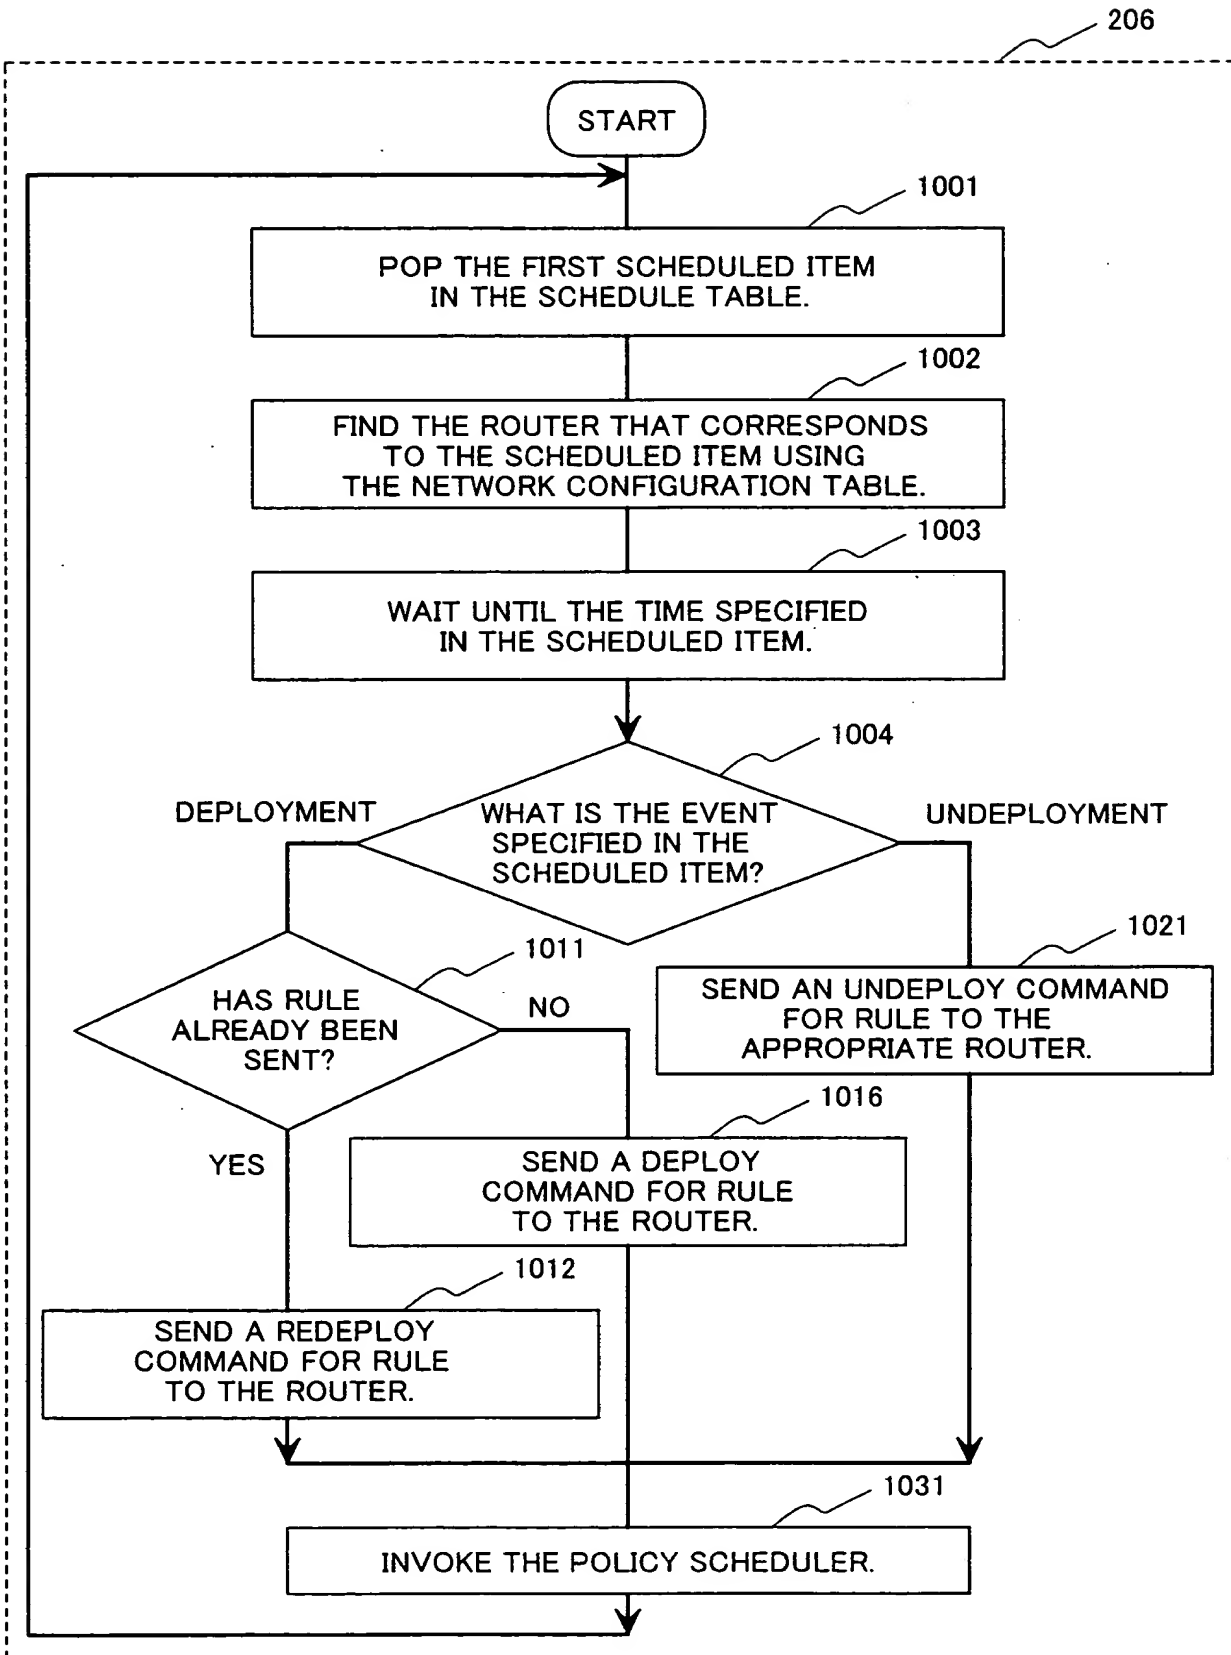 206
START
1001
POP THE FIRST SCHEDULED ITEM
IN THE SCHEDULE TABLE.
1002
FIND THE ROUTER THAT CORRESPONDS
TO THE SCHEDULED ITEM USING
THE NETWORK CONFIGURATION TABLE.
1003
WAIT UNTIL THE TIME SPECIFIED
IN THE SCHEDULED ITEM.
1004
DEPLOYMENT
WHAT IS THE EVENT
SPECIFIED IN THE
SCHEDULED ITEM?
UNDEPLOYMENT
1011
HAS RULE
ALREADY BEEN
SENT?
NO
1021
SEND AN UNDEPLOY COMMAND
FOR RULE TO THE
APPROPRIATE ROUTER.
YES
1016
SEND A DEPLOY
COMMAND FOR RULE
TO THE ROUTER.
1012
SEND A REDEPLOY
COMMAND FOR RULE
TO THE ROUTER.
1031
INVOKE THE POLICY SCHEDULER.